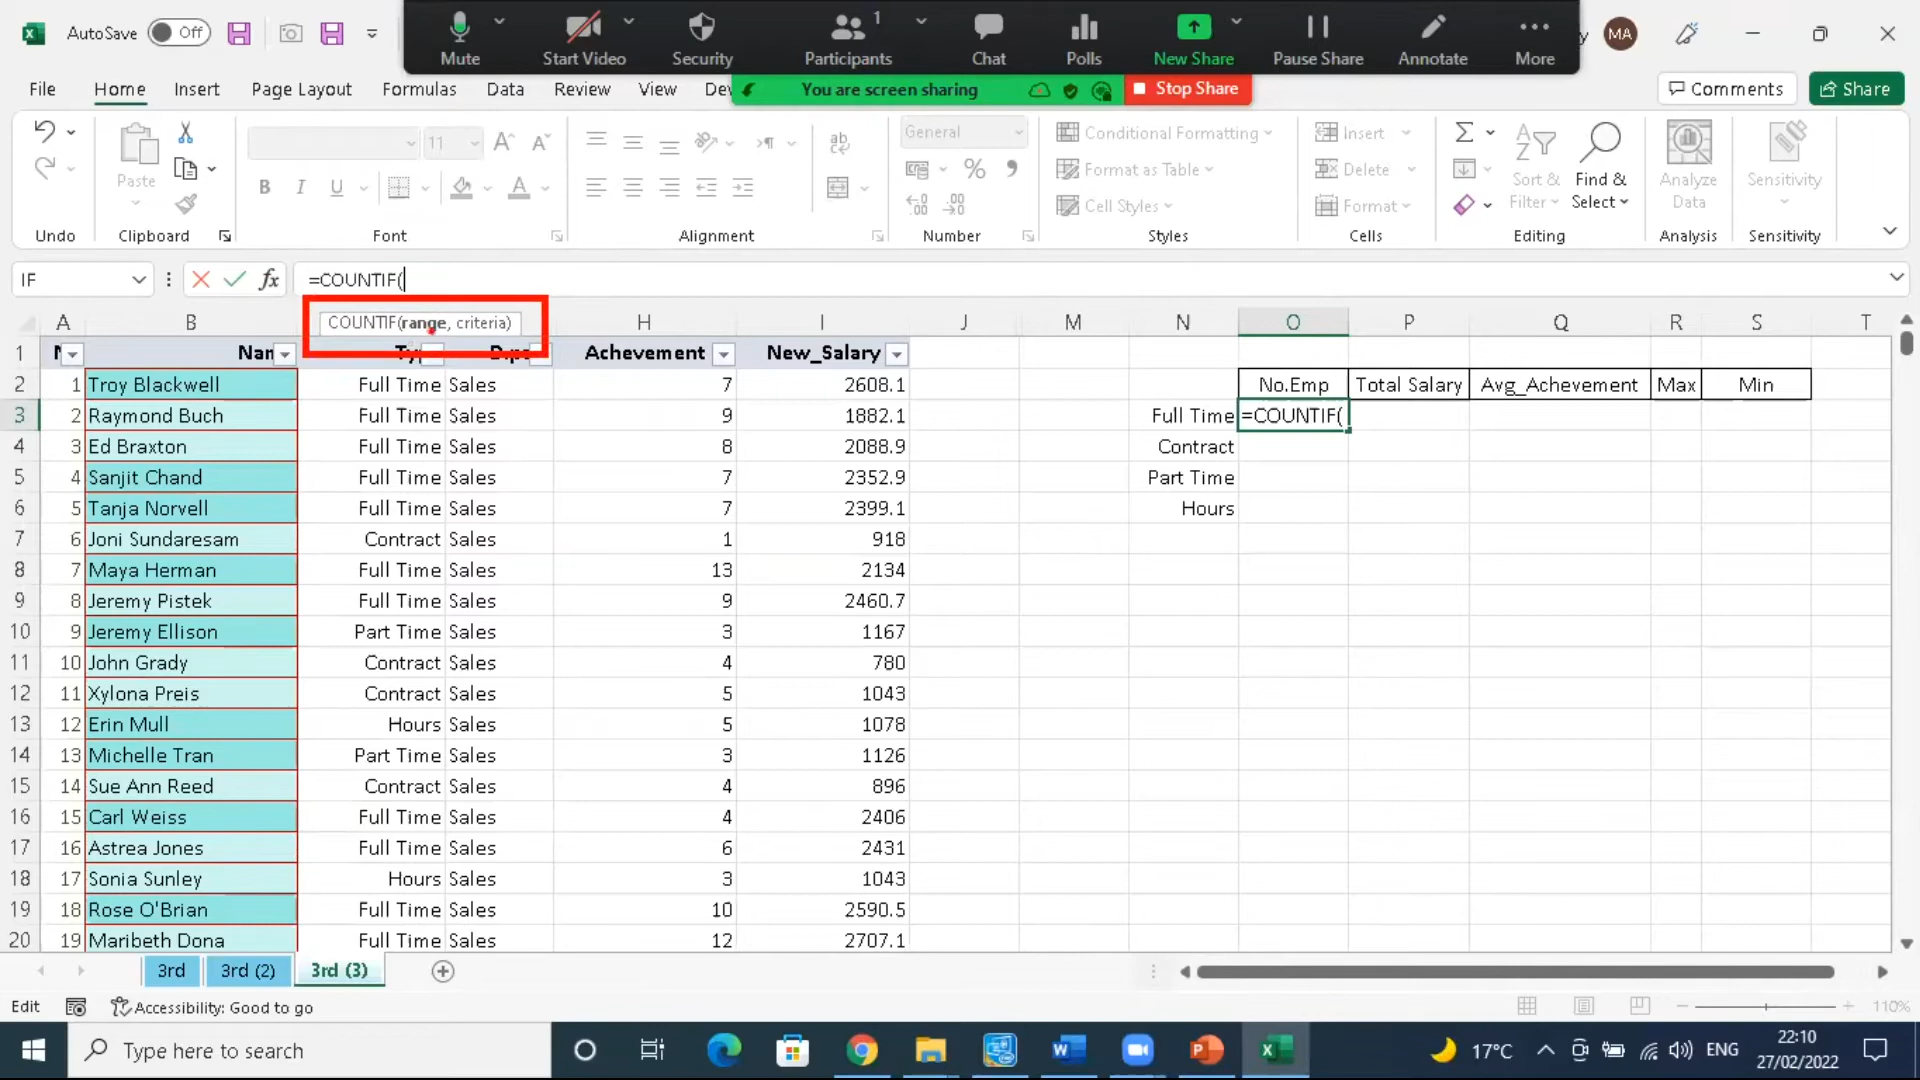 AutoSave Off
Mute Start Video Security Participants 1 Chat Polls New Share Pause Share Annotate More
MA
File Home Insert Page Layout Formulas Data Review View
You are screen sharing Stop Share
Comments Share
Paste
11
B I U A
ab
General
% 9
Conditional Formatting
Format as Table
Cell Styles
Insert
Delete
Format
Sort & Filter
Find & Select
Analyze Data
Sensitivity
Undo Clipboard Font Alignment Number Styles Cells Editing Analysis Sensitivity
IF fx =COUNTIF(
COUNTIF(range, criteria)
A B H I J M N O P Q R S T
1 Achevement New_Salary
2 1 Troy Blackwell Full Time Sales 7 2608.1 No.Emp Total Salary Avg_Achevement Max Min
3 2 Raymond Buch Full Time Sales 9 1882.1 Full Time =COUNTIF(
4 3 Ed Braxton Full Time Sales 8 2088.9 Contract
5 4 Sanjit Chand Full Time Sales 7 2352.9 Part Time
6 5 Tanja Norvell Full Time Sales 7 2399.1 Hours
7 6 Joni Sundaresam Contract Sales 1 918
8 7 Maya Herman Full Time Sales 13 2134
9 8 Jeremy Pistek Full Time Sales 9 2460.7
10 9 Jeremy Ellison Part Time Sales 3 1167
11 10 John Grady Contract Sales 4 780
12 11 Xylona Preis Contract Sales 5 1043
13 12 Erin Mull Hours Sales 5 1078
14 13 Michelle Tran Part Time Sales 3 1126
15 14 Sue Ann Reed Contract Sales 4 896
16 15 Carl Weiss Full Time Sales 4 2406
17 16 Astrea Jones Full Time Sales 6 2431
18 17 Sonia Sunley Hours Sales 3 1043
19 18 Rose O'Brian Full Time Sales 10 2590.5
20 19 Maribeth Dona Full Time Sales 12 2707.1
3rd 3rd (2) 3rd (3)
Edit Accessibility: Good to go 110%
Type here to search 17°C ENG 22:10
27/02/2022